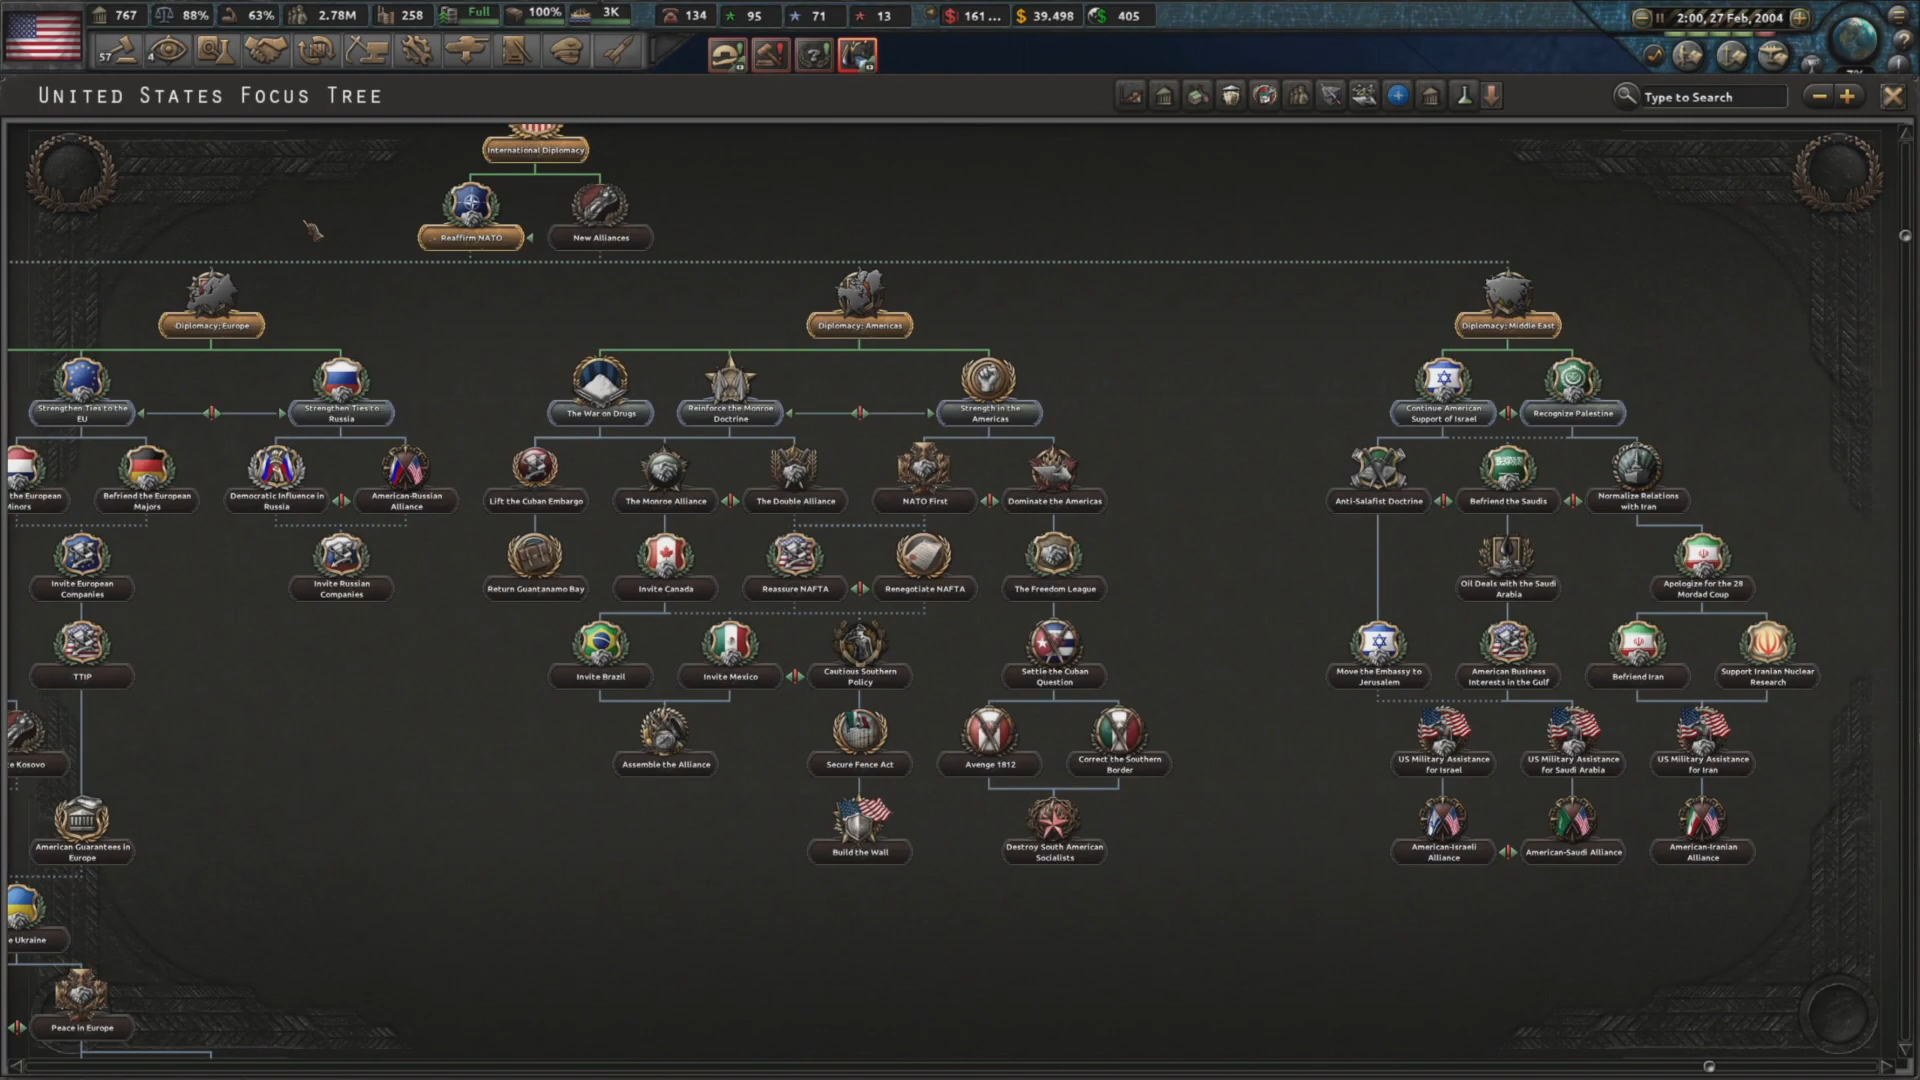 767
88%
63%
2.78M
258
Full
100%
3K
134
95
71
13
161 ...
39.498
405
2:00, 27 Feb, 2004
57
4
United States Focus Tree
Type to Search
International Diplomacy
Reaffirm NATO
New Alliances
Diplomacy: Europe
Diplomacy: Americas
Diplomacy: Middle East
Strengthen Ties to the
EU
Strengthen Ties to
Russia
The War on Drugs
Reinforce the Monroe
Doctrine
Strength in the
Americas
Continue American
Support of Israel
Recognize Palestine
the European
Minors
Befriend the European
Majors
Democratic Influence in
Russia
American-Russian
Alliance
Lift the Cuban Embargo
The Monroe Alliance
The Double Alliance
NATO First
Dominate the Americas
Anti-Salafist Doctrine
Befriend the Saudis
Normalize Relations
with Iran
Invite European
Companies
Invite Russian
Companies
Return Guantanamo Bay
Invite Canada
Reassure NAFTA
Renegotiate NAFTA
The Freedom League
Oil Deals with the Saudi
Arabia
Apologize for the 28
Mordad Coup
TTIP
Invite Brazil
Invite Mexico
Cautious Southern
Policy
Settle the Cuban
Question
Move the Embassy to
Jerusalem
American Business
Interests in the Gulf
Befriend Iran
Support Iranian Nuclear
Research
e Kosovo
Assemble the Alliance
Secure Fence Act
Avenge 1812
Correct the Southern
Border
US Military Assistance
for Israel
US Military Assistance
for Saudi Arabia
US Military Assistance
for Iran
American Guarantees in
Europe
Build the Wall
Destroy South American
Socialists
American-Israeli
Alliance
American-Saudi Alliance
American-Iranian
Alliance
e Ukraine
Peace in Europe